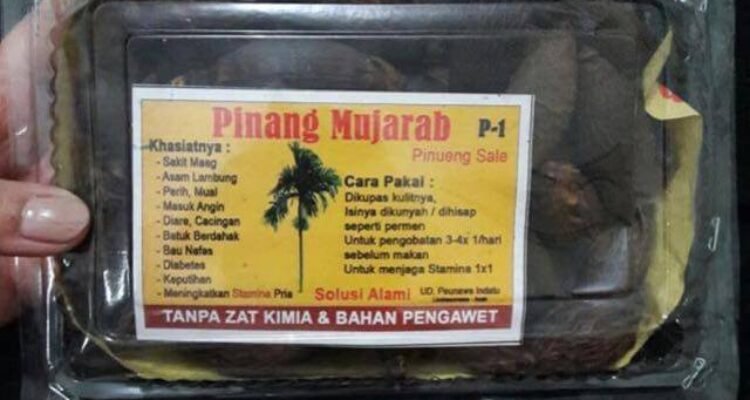 Pinang Mujarab P-1
Pinueng Sale
Khasiatnya :
- Sakit Maag
- Asam Lambung
- Perih, Mual
- Masuk Angin
- Diare, Cacingan
- Batuk Berdahak
- Bau Nafas
- Diabetes
- Keputihan
- Meningkatkan Stamina Pria
Cara Pakai :
Dikupas kulitnya,
Isinya dikunyah / dihisap
seperti permen
Untuk pengobatan 3-4x 1/hari
sebelum makan
Untuk menjaga Stamina 1x1
Solusi Alami
UD. Peunawa Indatu
TANPA ZAT KIMIA & BAHAN PENGAWET